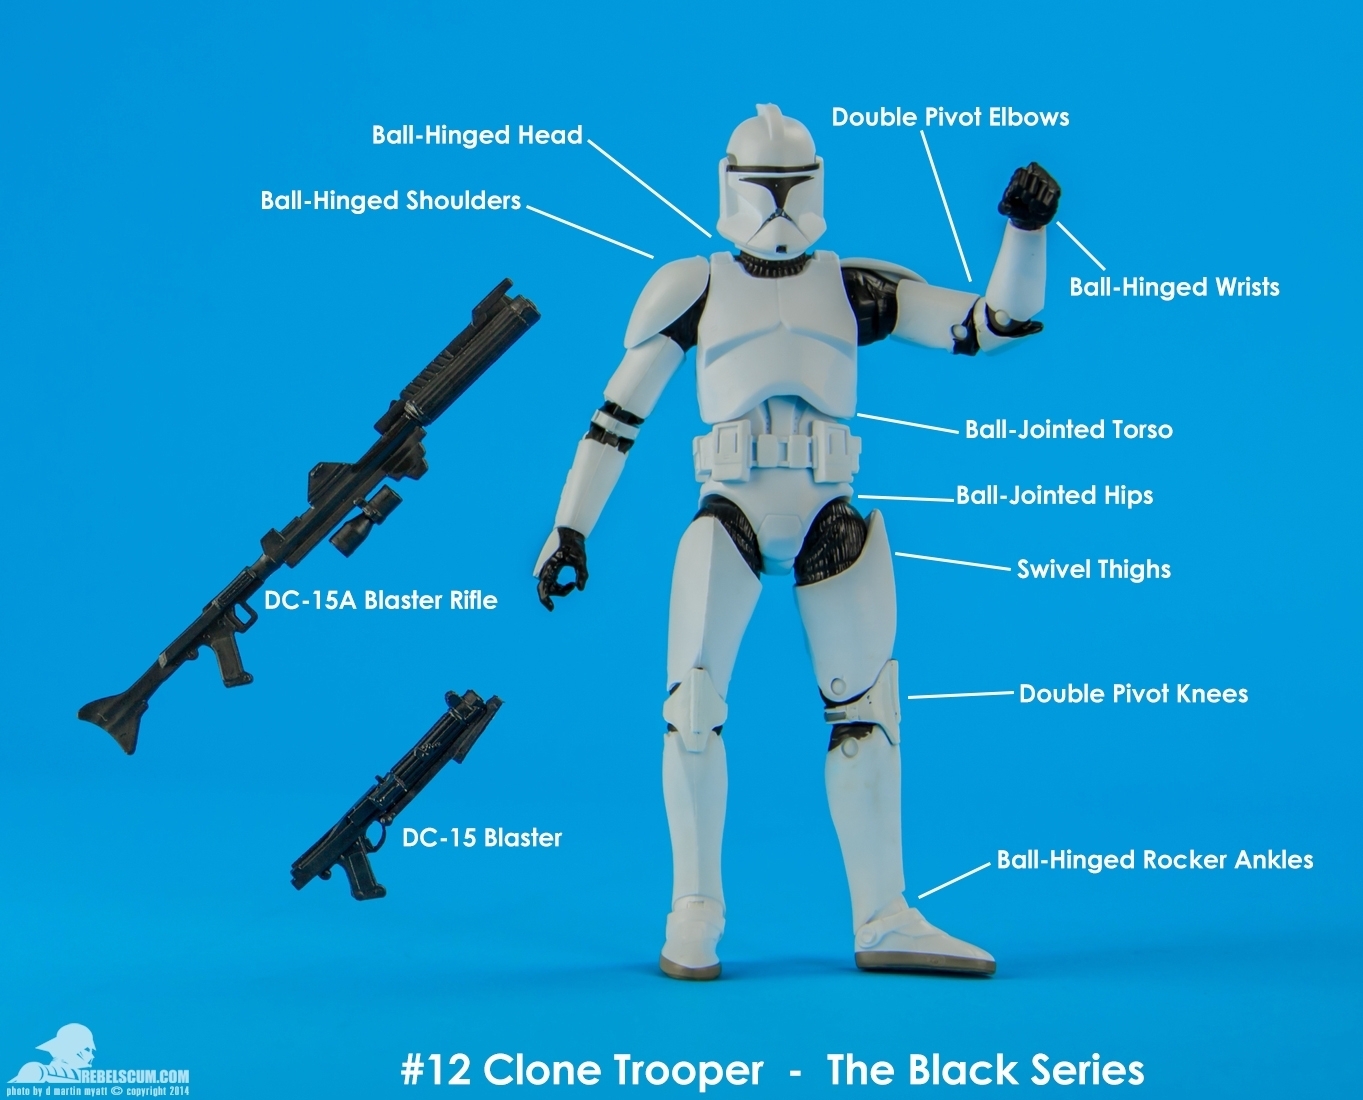 Double Pivot Elbows
Ball-Hinged Head
Ball-Hinged Shoulders
Ball-Hinged Wrists
Ball-Jointed Torso
Ball-Jointed Hips
Swivel Thighs
DC-15A Blaster Rifle
Double Pivot Knees
DC-15 Blaster
Ball-Hinged Rocker Ankles
#12 Clone Trooper - The Black Series
REBELSCUM.COM
photo by d martin myatt © copyright 2014